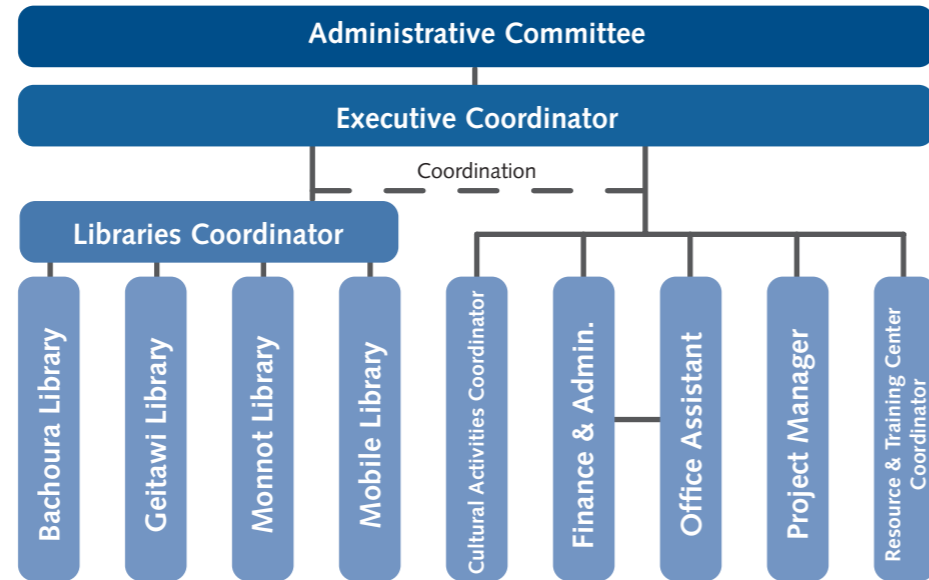 Administrative Committee
Executive Coordinator
Coordination
Libraries Coordinator
Bachoura Library
Geitawi Library
Monnot Library
Mobile Library
Cultural Activities Coordinator
Finance & Admin.
Office Assistant
Project Manager
Resource & Training Center
Coordinator